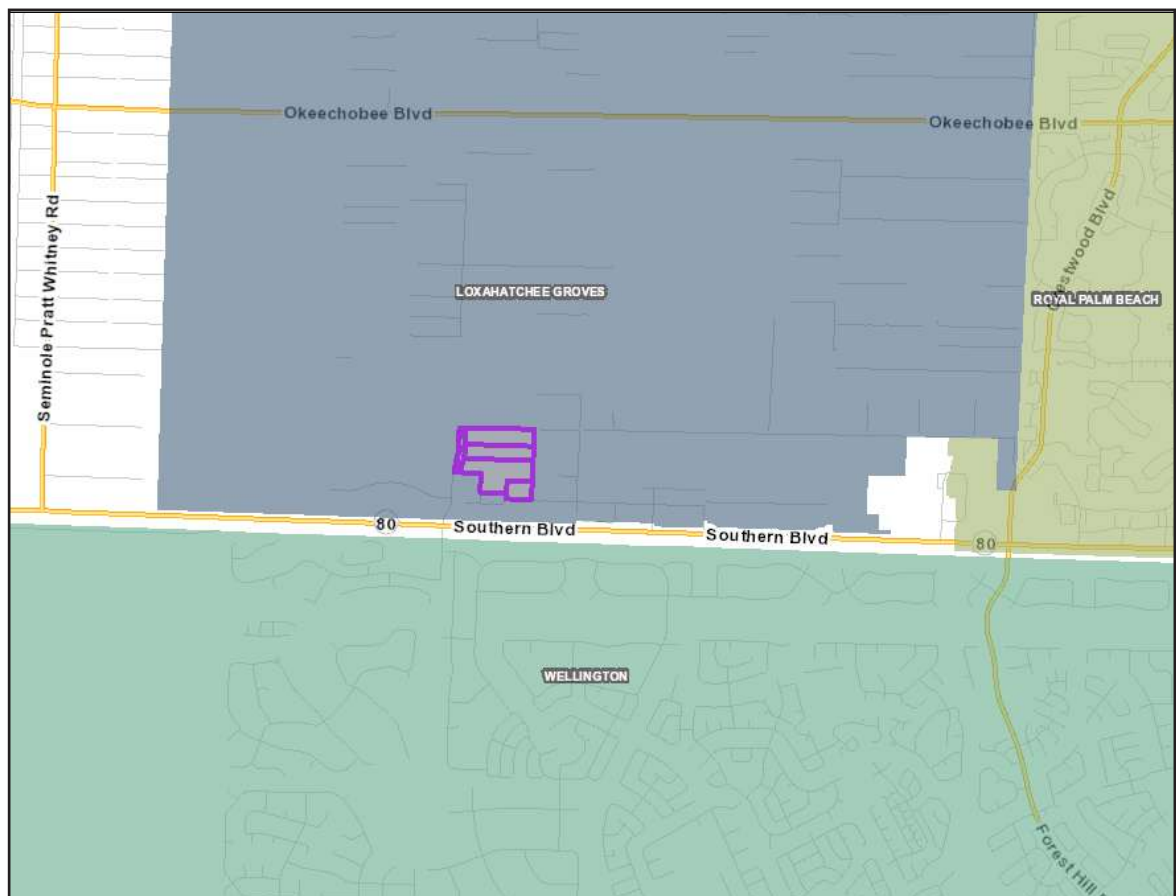 Okeechobee Blvd
Okeechobee Blvd
Crestwood Blvd
Seminole Pratt Whitney Rd
LOXAHATCHEE GROVES
ROYAL PALM BEACH
80
Southern Blvd
Southern Blvd
80
WELLINGTON
Forest Hill